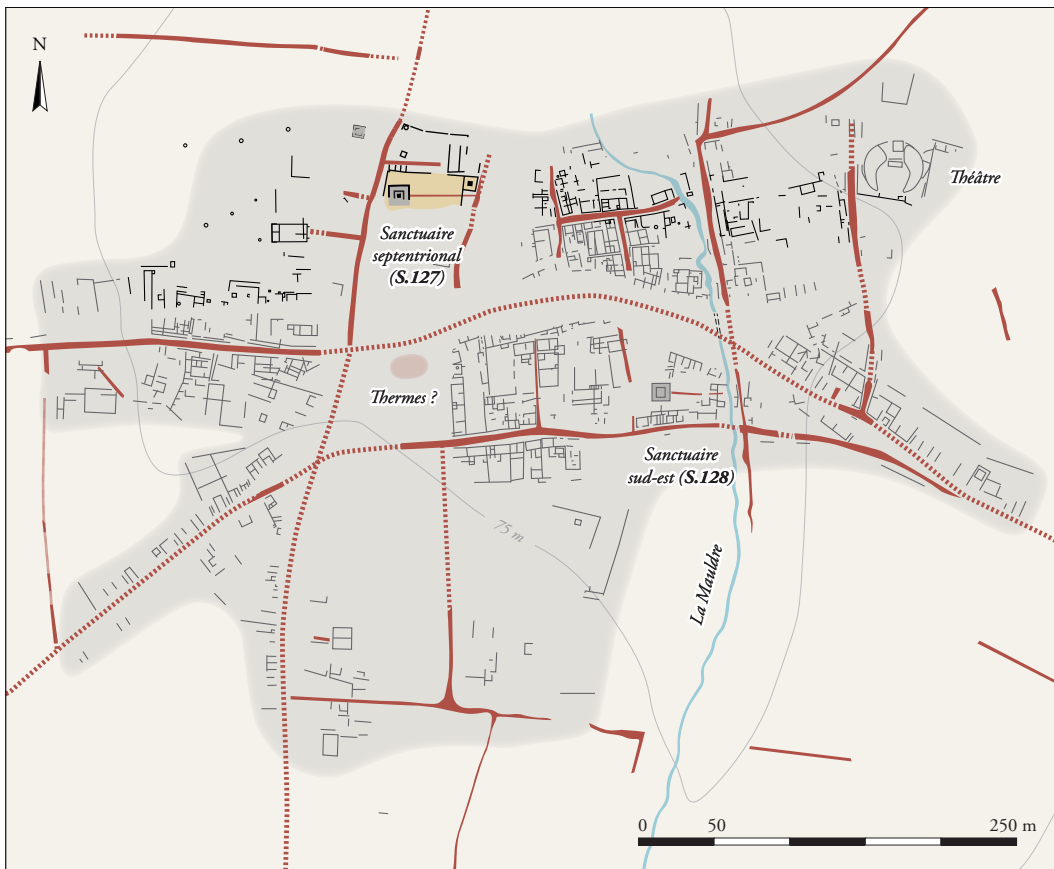 N
Théâtre
Sanctuaire
septentrional
(S.127)
Thermes ?
Sanctuaire
sud-est (S.128)
75 m
La Mauldre
0 50 250 m